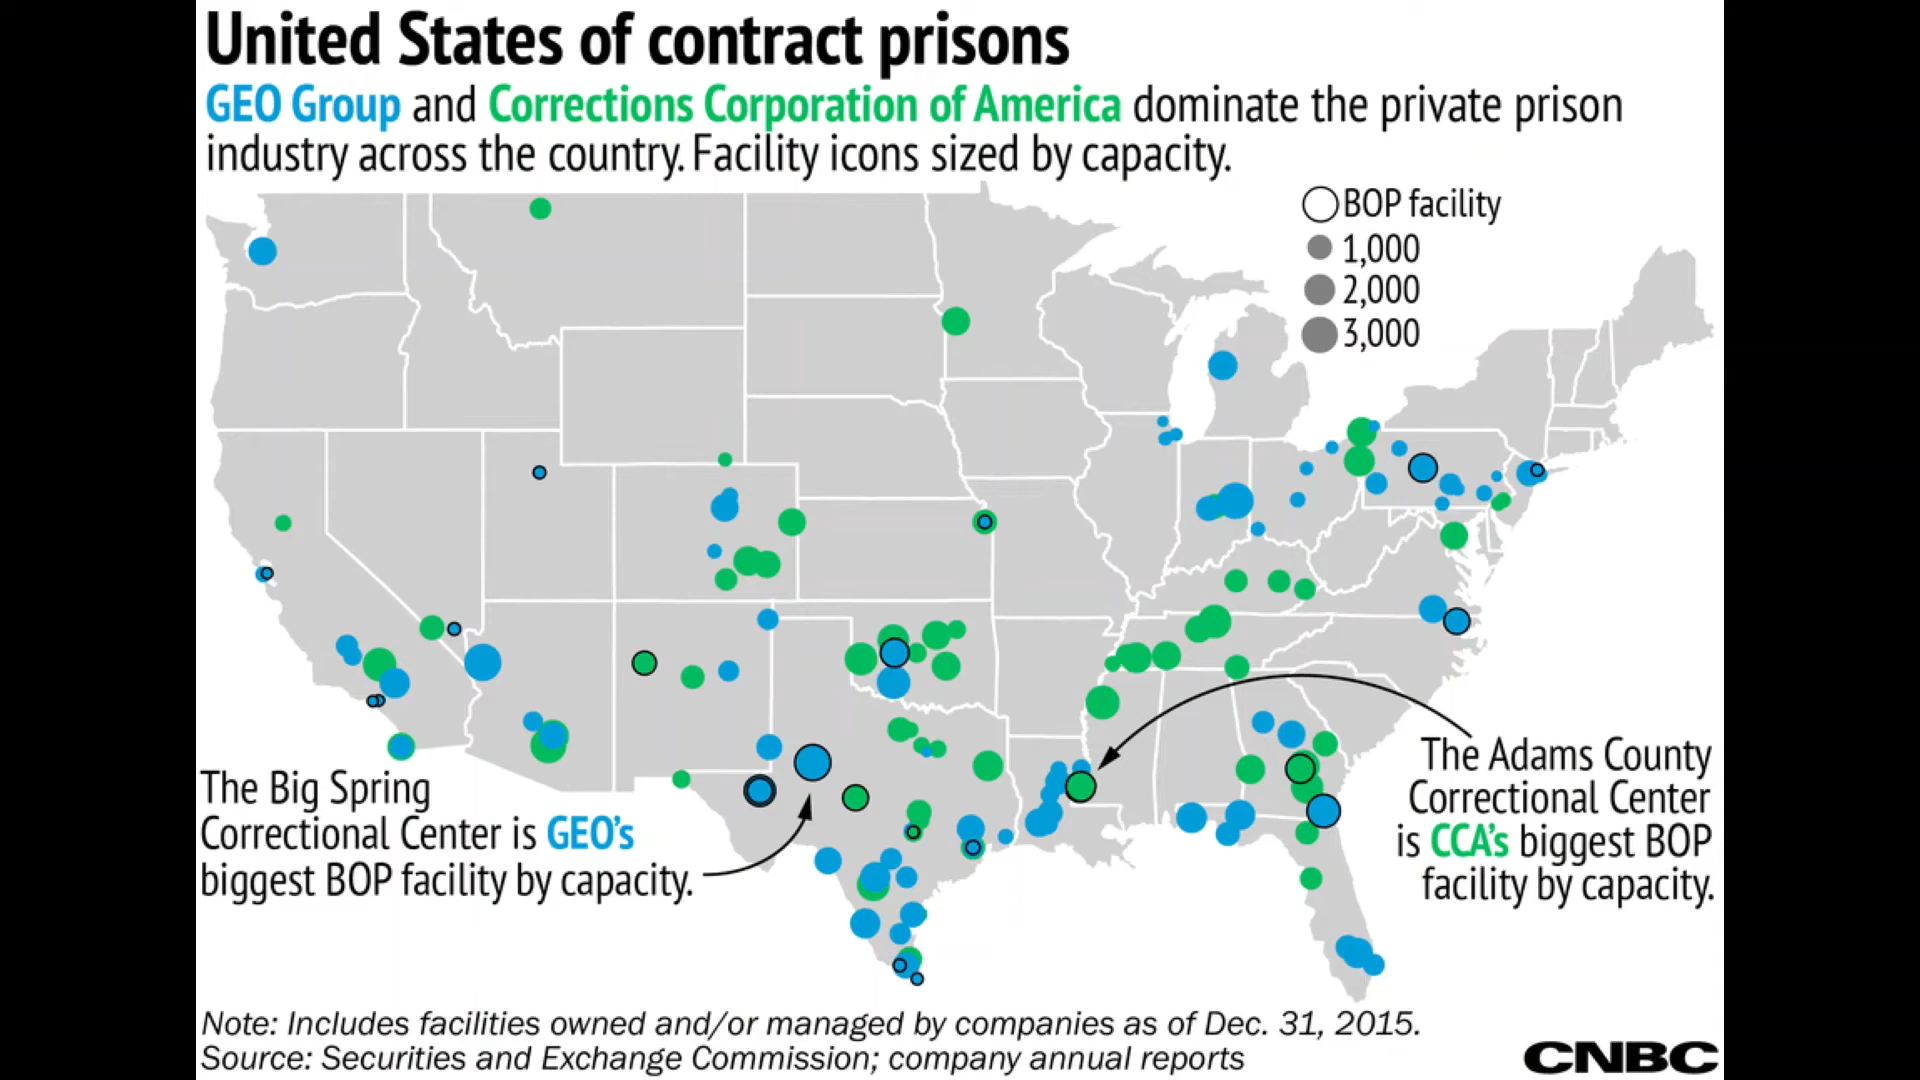 United States of contract prisons
GEO Group and Corrections Corporation of America dominate the private prison
industry across the country. Facility icons sized by capacity.
BOP facility
1,000
2,000
3,000
The Big Spring
Correctional Center is GEO's
biggest BOP facility by capacity.
The Adams County
Correctional Center
is CCA's biggest BOP
facility by capacity.
Note: Includes facilities owned and/or managed by companies as of Dec. 31, 2015.
Source: Securities and Exchange Commission; company annual reports
CNBC